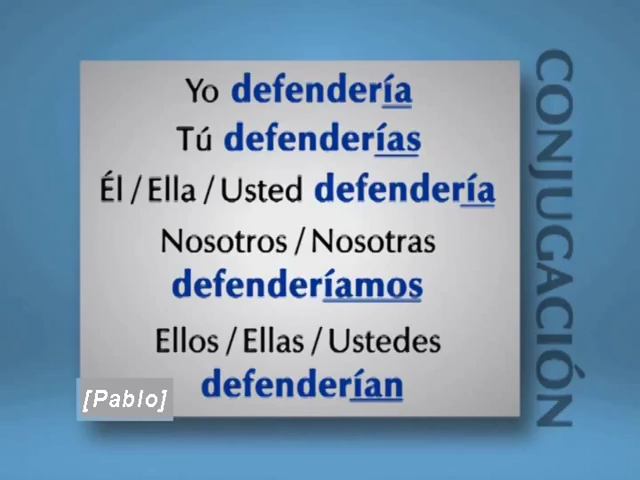 Yo defendería
Tú defenderías
Él / Ella / Usted defendería
Nosotros / Nosotras
defenderíamos
Ellos / Ellas / Ustedes
defenderían
[Pablo]
CONJUGACIÓN